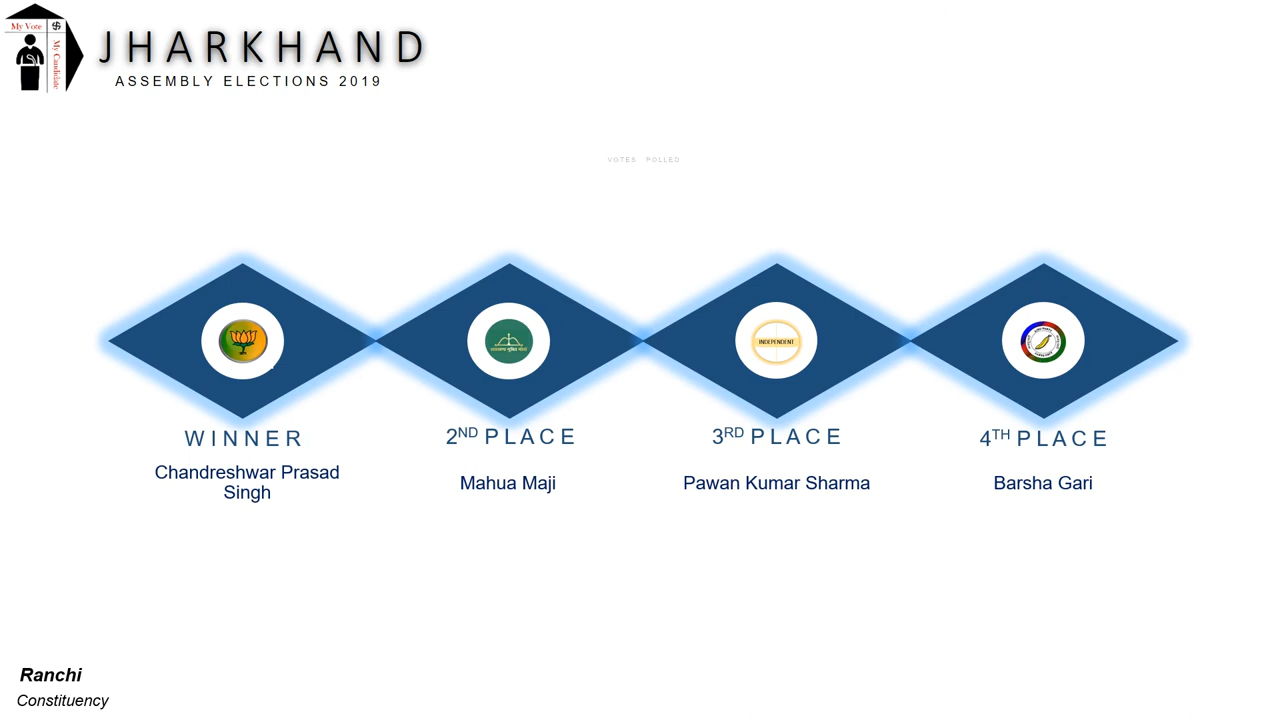 My Vote
My Candidate
JHARKHAND
ASSEMBLY ELECTIONS 2019
VOTES POLLED
INDEPENDENT
WINNER
2ND PLACE
3RD PLACE
4TH PLACE
Chandreshwar Prasad
Singh
Mahua Maji
Pawan Kumar Sharma
Barsha Gari
Ranchi
Constituency